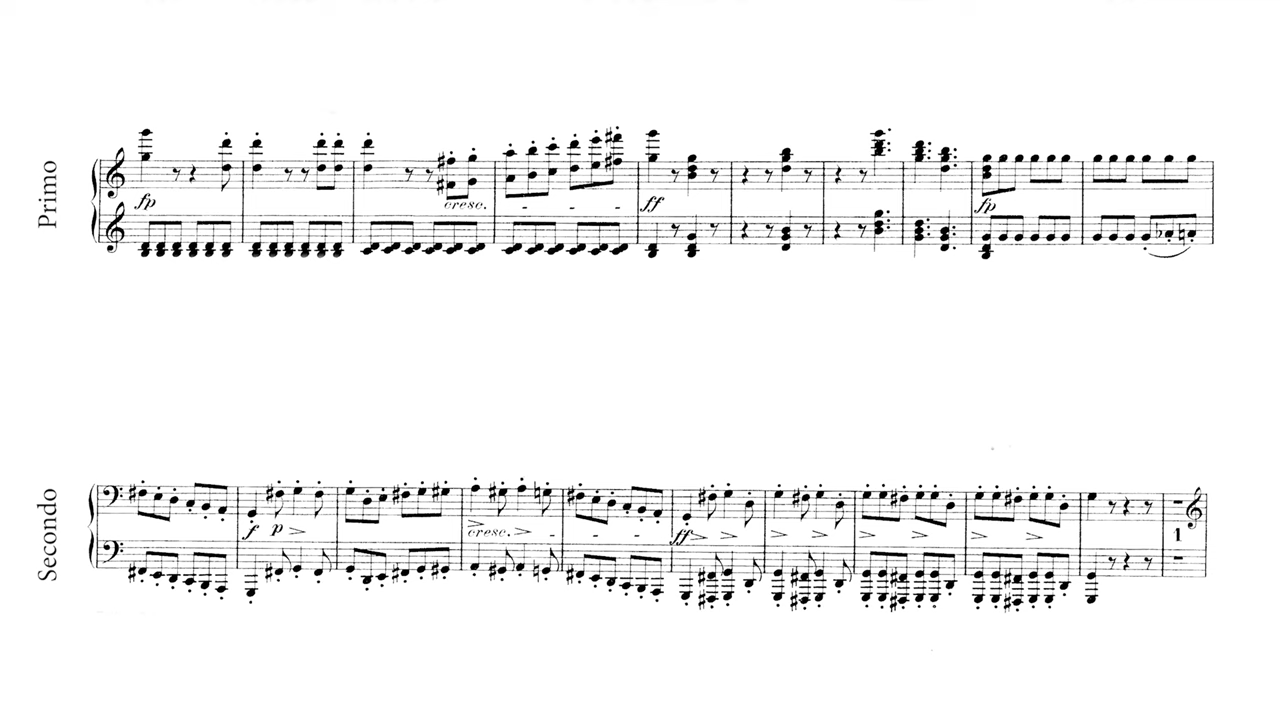 Primo
fp
cresc. - - -
ff
fp
Secondo
f p
cresc. - - -
ff
1